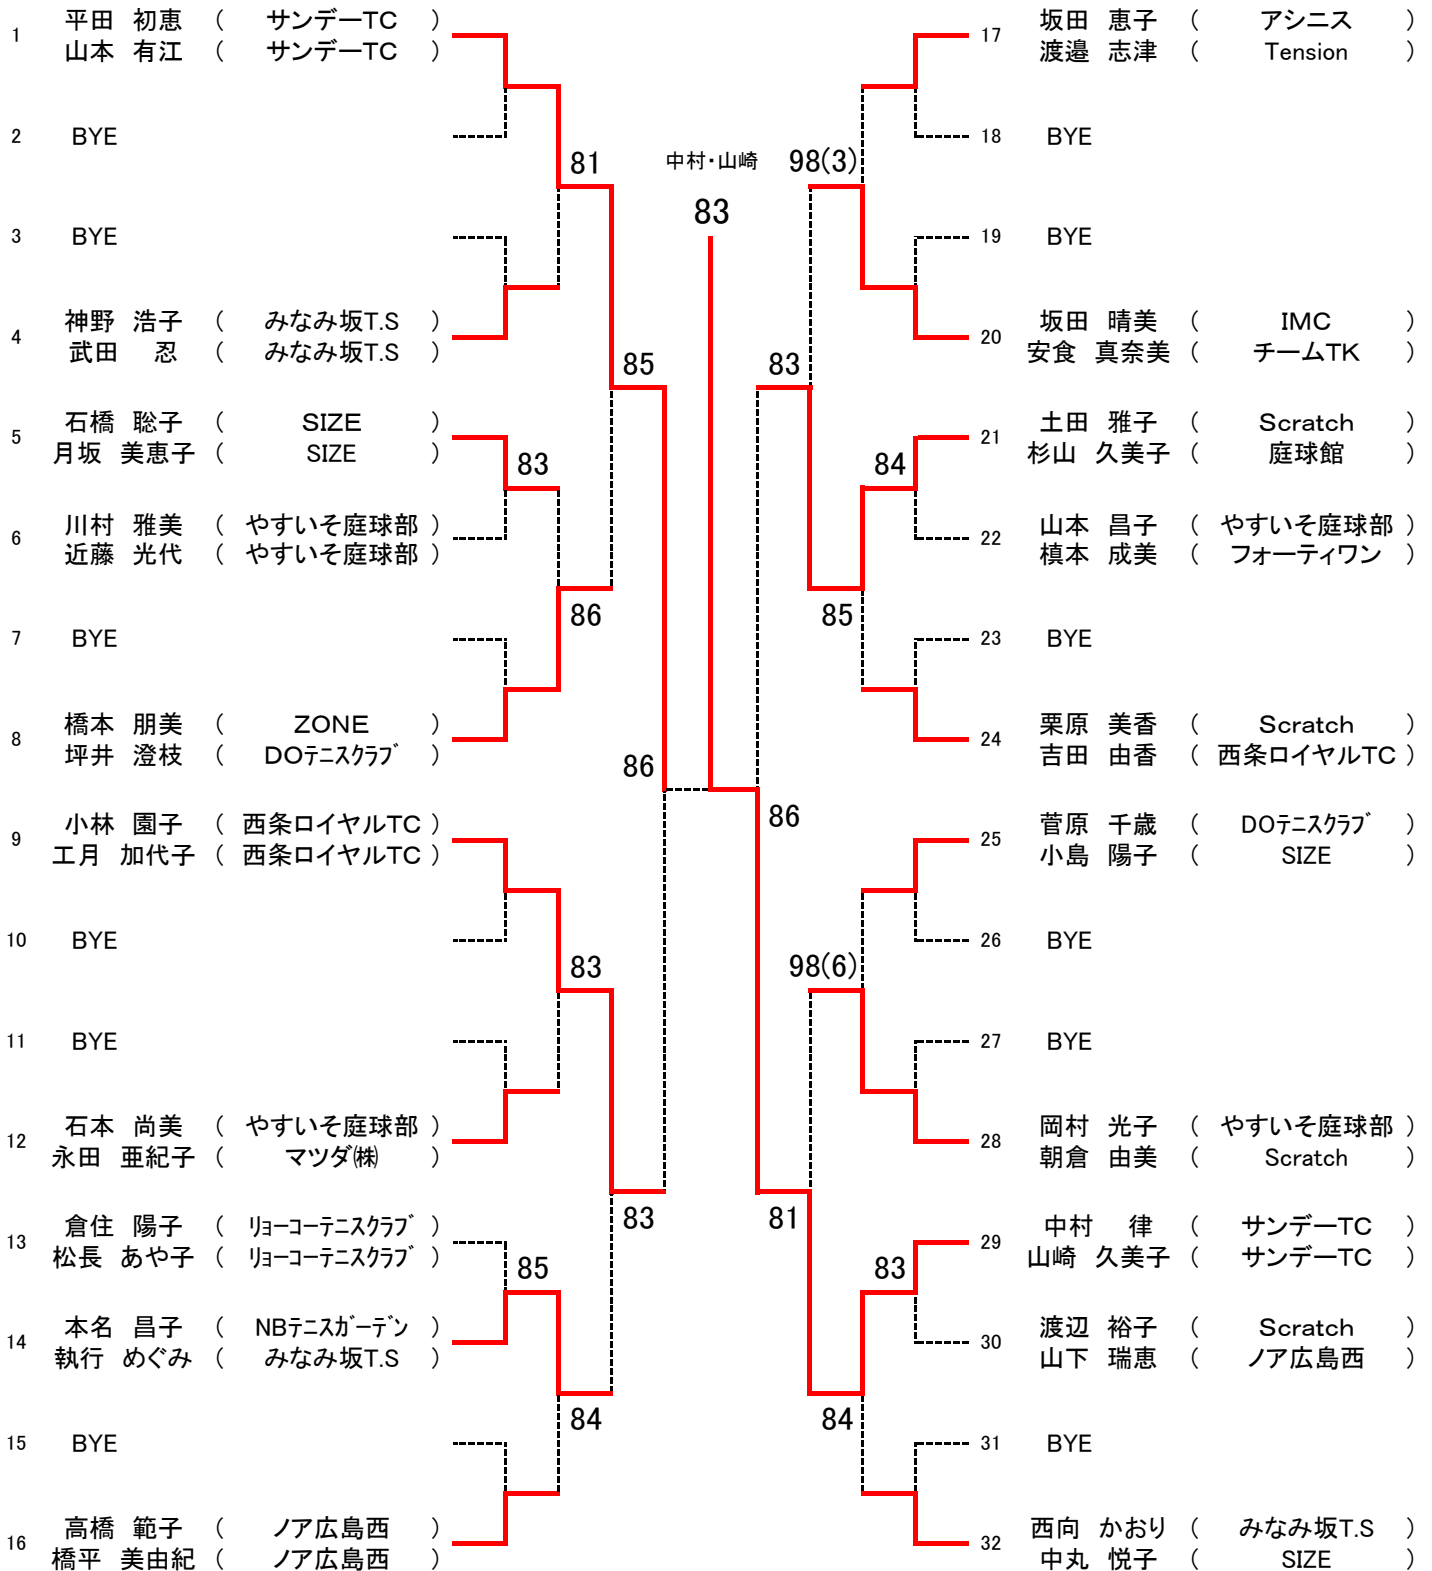 1 平田 初恵 ( サンデーTC )
山本 有江 ( サンデーTC )
2 BYE
81
3 BYE
4 神野 浩子 ( みなみ坂T.S )
武田 忍 ( みなみ坂T.S )
85
5 石橋 聡子 ( SIZE )
月坂 美恵子 ( SIZE )
83
6 川村 雅美 ( やすいそ庭球部 )
近藤 光代 ( やすいそ庭球部 )
86
7 BYE
8 橋本 朋美 ( ZONE )
坪井 澄枝 ( DOテニスクラブ )
86
9 小林 園子 ( 西条ロイヤルTC )
工月 加代子 ( 西条ロイヤルTC )
10 BYE
83
11 BYE
12 石本 尚美 ( やすいそ庭球部 )
永田 亜紀子 ( マツダ㈱ )
83
13 倉住 陽子 ( リョーコーテニスクラブ )
松長 あや子 ( リョーコーテニスクラブ )
85
14 本名 昌子 ( NBテニスガーデン )
執行 めぐみ ( みなみ坂T.S )
84
15 BYE
16 高橋 範子 ( ノア広島西 )
橋平 美由紀 ( ノア広島西 )
中村・山崎
83
17 坂田 恵子 ( アシニス )
渡邉 志津 ( Tension )
18 BYE
98(3)
19 BYE
20 坂田 晴美 ( IMC )
安食 真奈美 ( チームTK )
83
21 土田 雅子 ( Scratch )
杉山 久美子 ( 庭球館 )
84
22 山本 昌子 ( やすいそ庭球部 )
槙本 成美 ( フォーティワン )
85
23 BYE
24 栗原 美香 ( Scratch )
吉田 由香 ( 西条ロイヤルTC )
86
25 菅原 千歳 ( DOテニスクラブ )
小島 陽子 ( SIZE )
26 BYE
98(6)
27 BYE
28 岡村 光子 ( やすいそ庭球部 )
朝倉 由美 ( Scratch )
81
29 中村 律 ( サンデーTC )
山崎 久美子 ( サンデーTC )
83
30 渡辺 裕子 ( Scratch )
山下 瑞恵 ( ノア広島西 )
84
31 BYE
32 西向 かおり ( みなみ坂T.S )
中丸 悦子 ( SIZE )